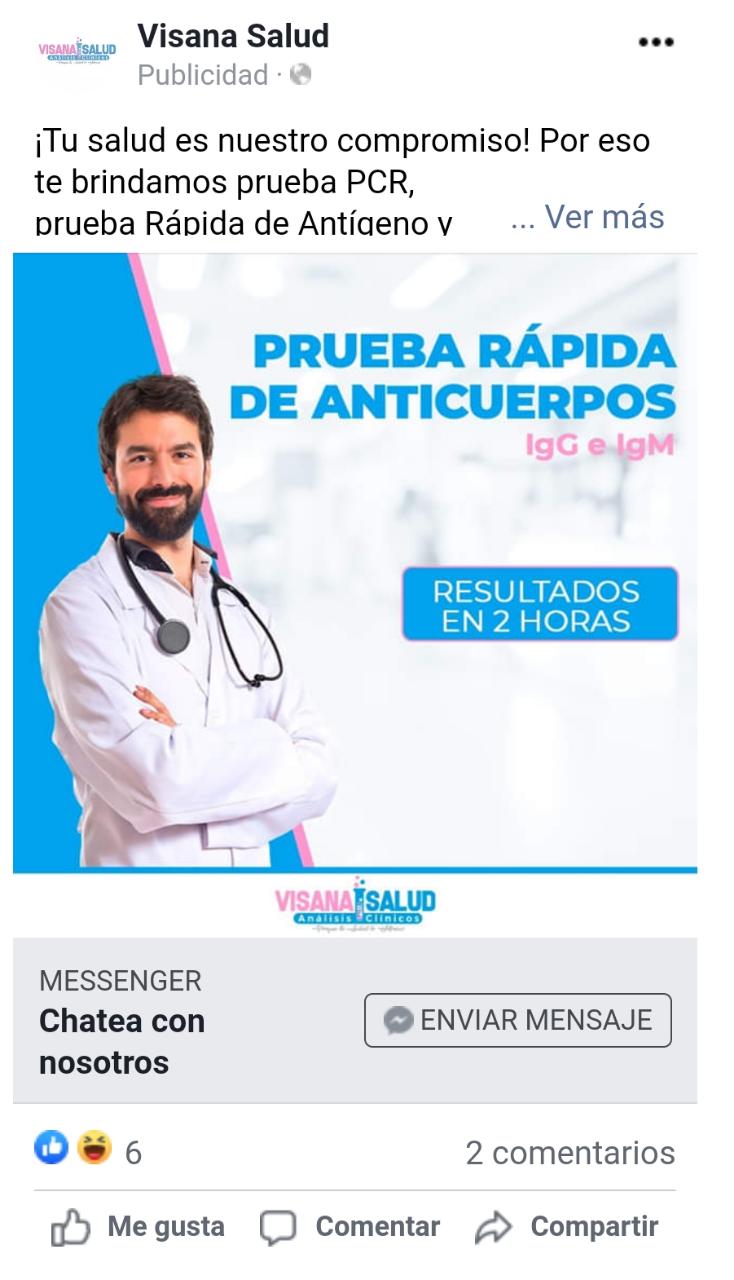 VISANA SALUD
ANÁLISIS CLÍNICOS
Visana Salud
Publicidad ·
¡Tu salud es nuestro compromiso! Por eso
te brindamos prueba PCR,
prueba Rápida de Antígeno y ... Ver más
PRUEBA RÁPIDA
DE ANTICUERPOS
IgG e IgM
RESULTADOS
EN 2 HORAS
VISANA SALUD
Análisis Clínicos
MESSENGER
Chatea con
nosotros
ENVIAR MENSAJE
6
2 comentarios
Me gusta
Comentar
Compartir